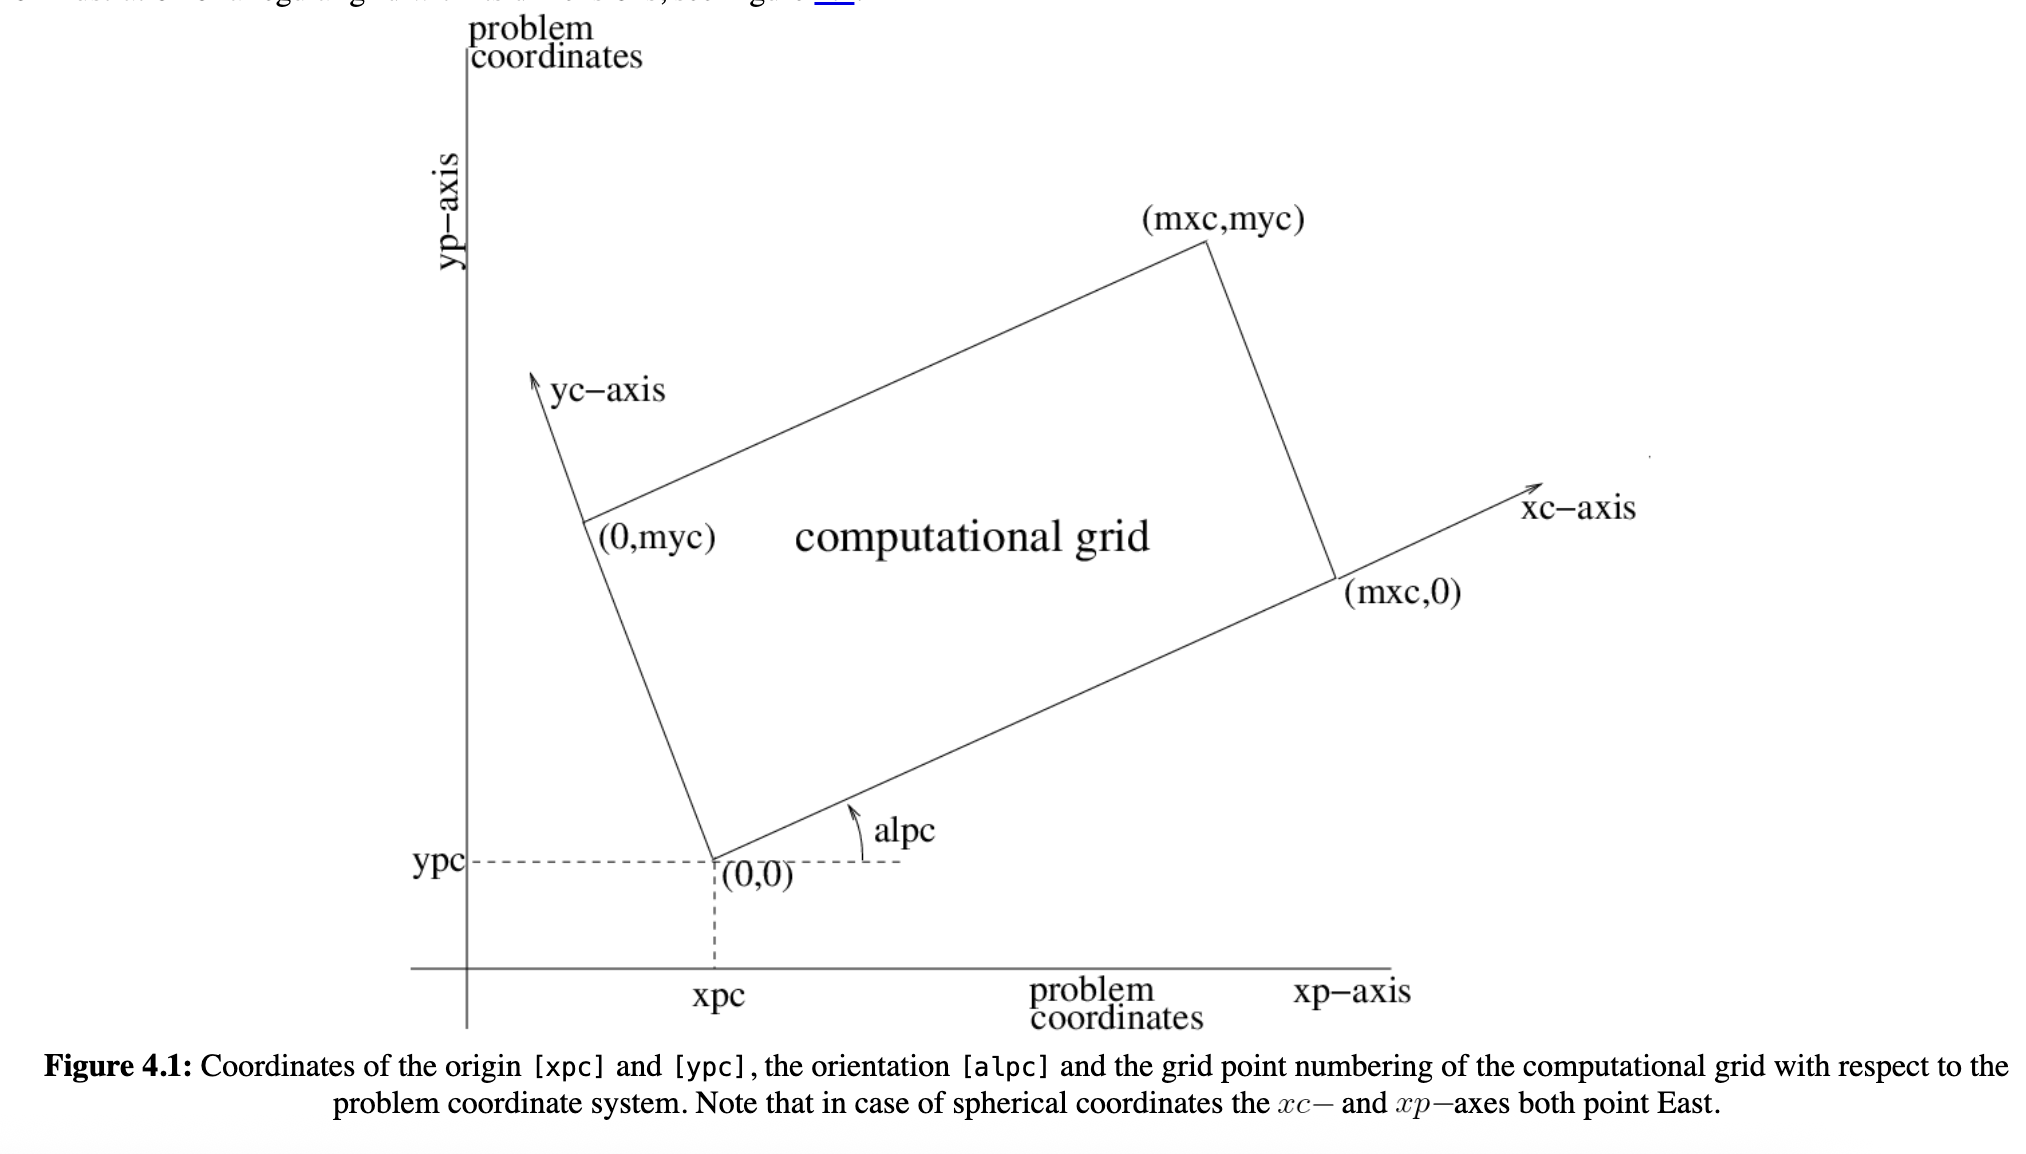 problem
coordinates
yp–axis
(mxc,myc)
yc–axis
xc–axis
(0,myc)
computational grid
(mxc,0)
alpc
ypc
(0,0)
xpc
problem
coordinates
xp–axis
Figure 4.1: Coordinates of the origin [xpc] and [ypc], the orientation [alpc] and the grid point numbering of the computational grid with respect to the
problem coordinate system. Note that in case of spherical coordinates the xc– and xp–axes both point East.